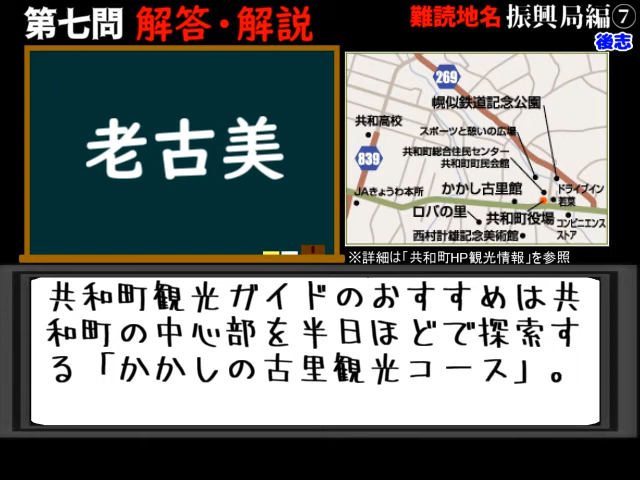 第七問 解答・解説
難読地名 振興局編⑦
後志
老古美
269
幌似鉄道記念公園
共和高校
スポーツと憩いの広場
共和町総合住民センター
共和町町民会館
839
JAきょうわ本所
かかし古里館
ドライブイン
若菜
ロバの里
共和町役場
コンビニエンス
ストア
西村計雄記念美術館
※詳細は「共和町HP観光情報」を参照
共和町観光ガイドのおすすめは共
和町の中心部を半日ほどで探索す
る「かかしの古里観光コース」。